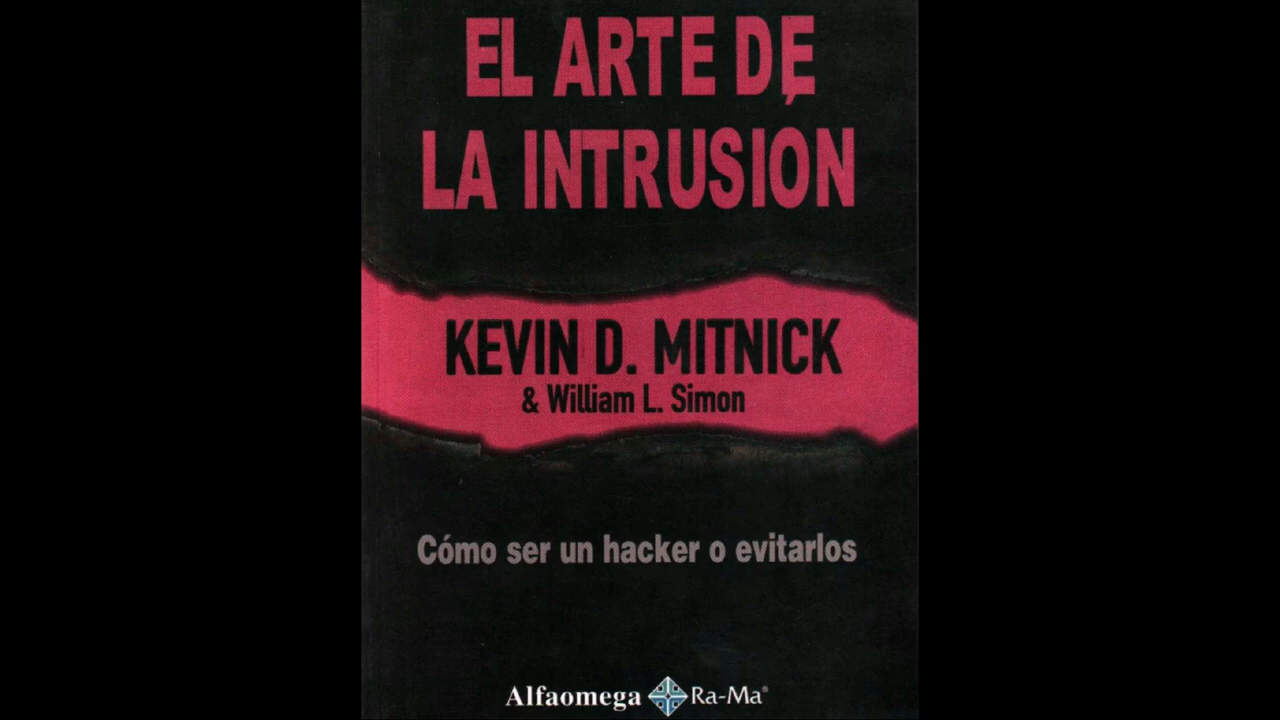 EL ARTE DE
LA INTRUSIÓN
KEVIN D. MITNICK
& William L. Simon
Cómo ser un hacker o evitarlos
Alfaomega Ra-Ma®